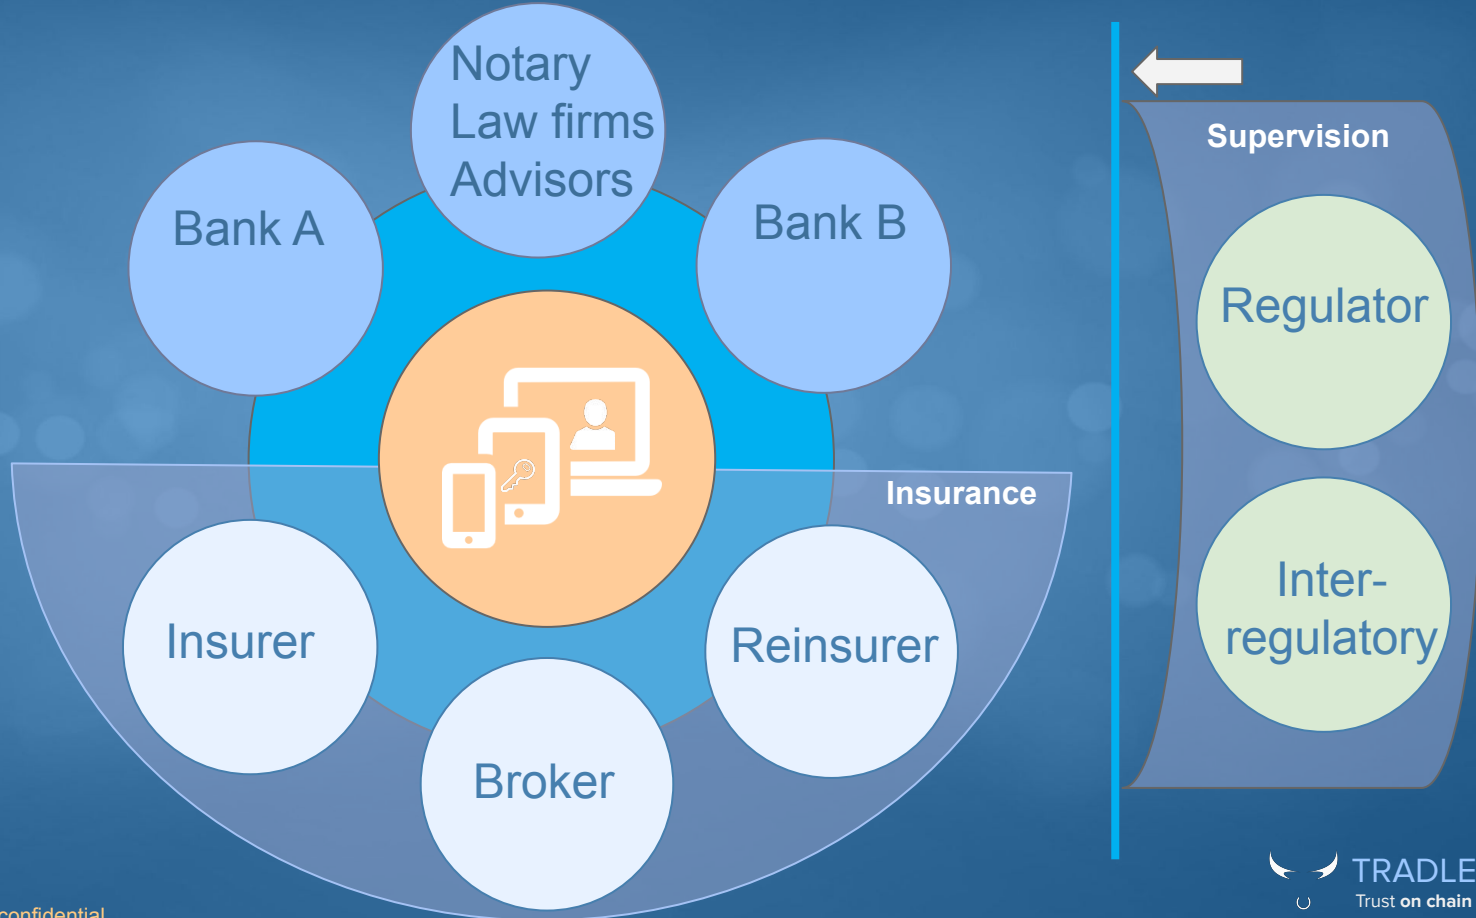 Notary
Law firms
Advisors
Bank A
Bank B
Supervision
Regulator
Insurance
Inter-
regulatory
Insurer
Reinsurer
Broker
TRADLE
Trust on chain
confidential